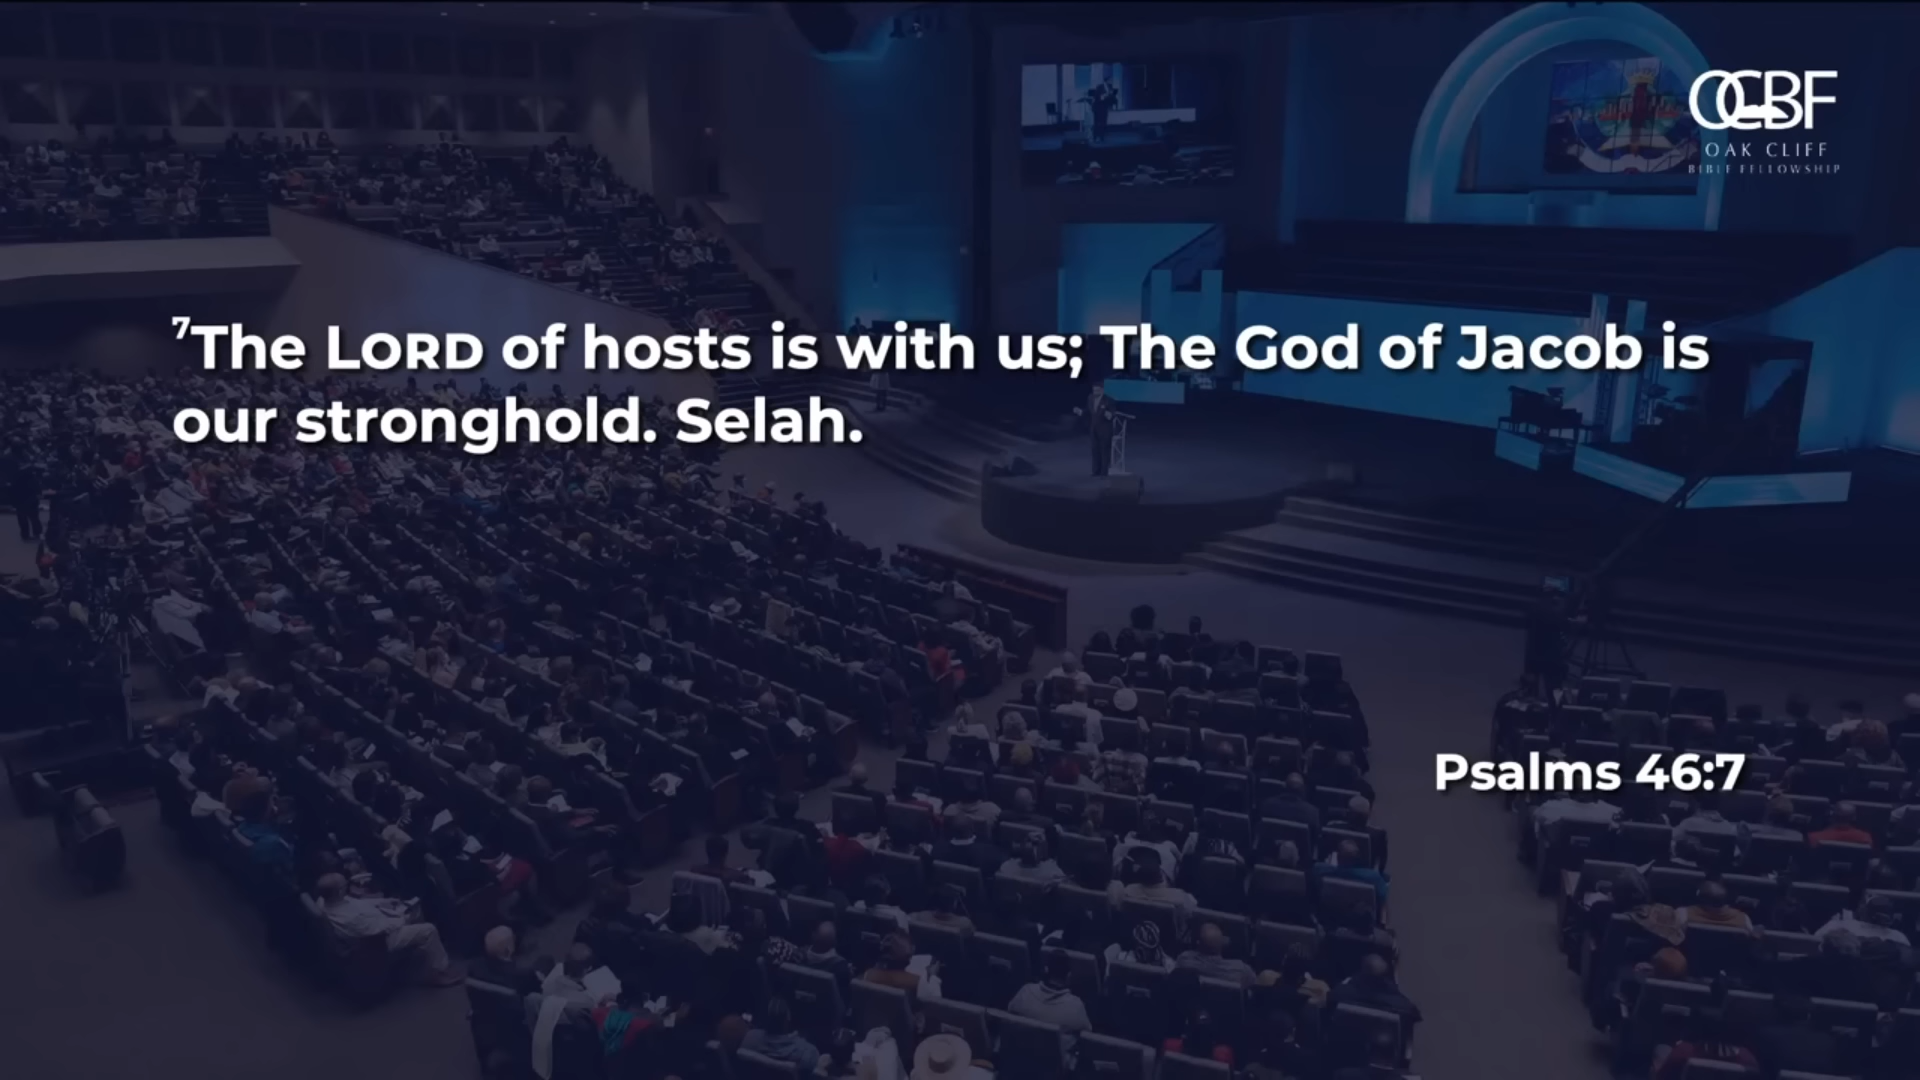 OCBF
OAK CLIFF
BIBLE FELLOWSHIP
⁷The LORD of hosts is with us; The God of Jacob is
our stronghold. Selah.
Psalms 46:7